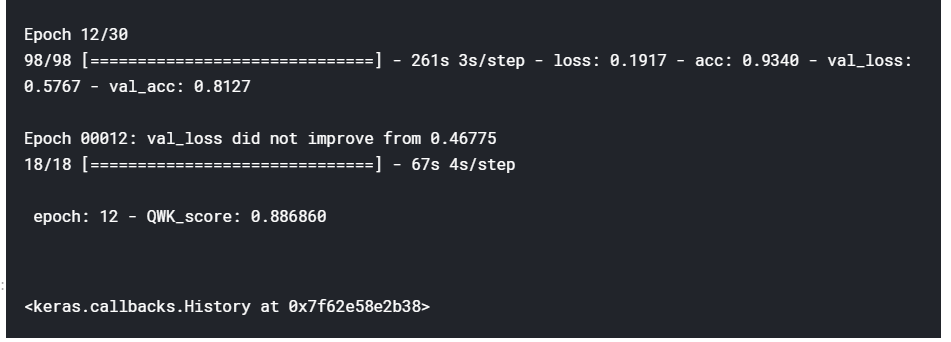 Epoch 12/30
98/98 [==============================] - 261s 3s/step - loss: 0.1917 - acc: 0.9340 - val_loss:
0.5767 - val_acc: 0.8127
Epoch 00012: val_loss did not improve from 0.46775
18/18 [==============================] - 67s 4s/step
epoch: 12 - QWK_score: 0.886860
<keras.callbacks.History at 0x7f62e58e2b38>